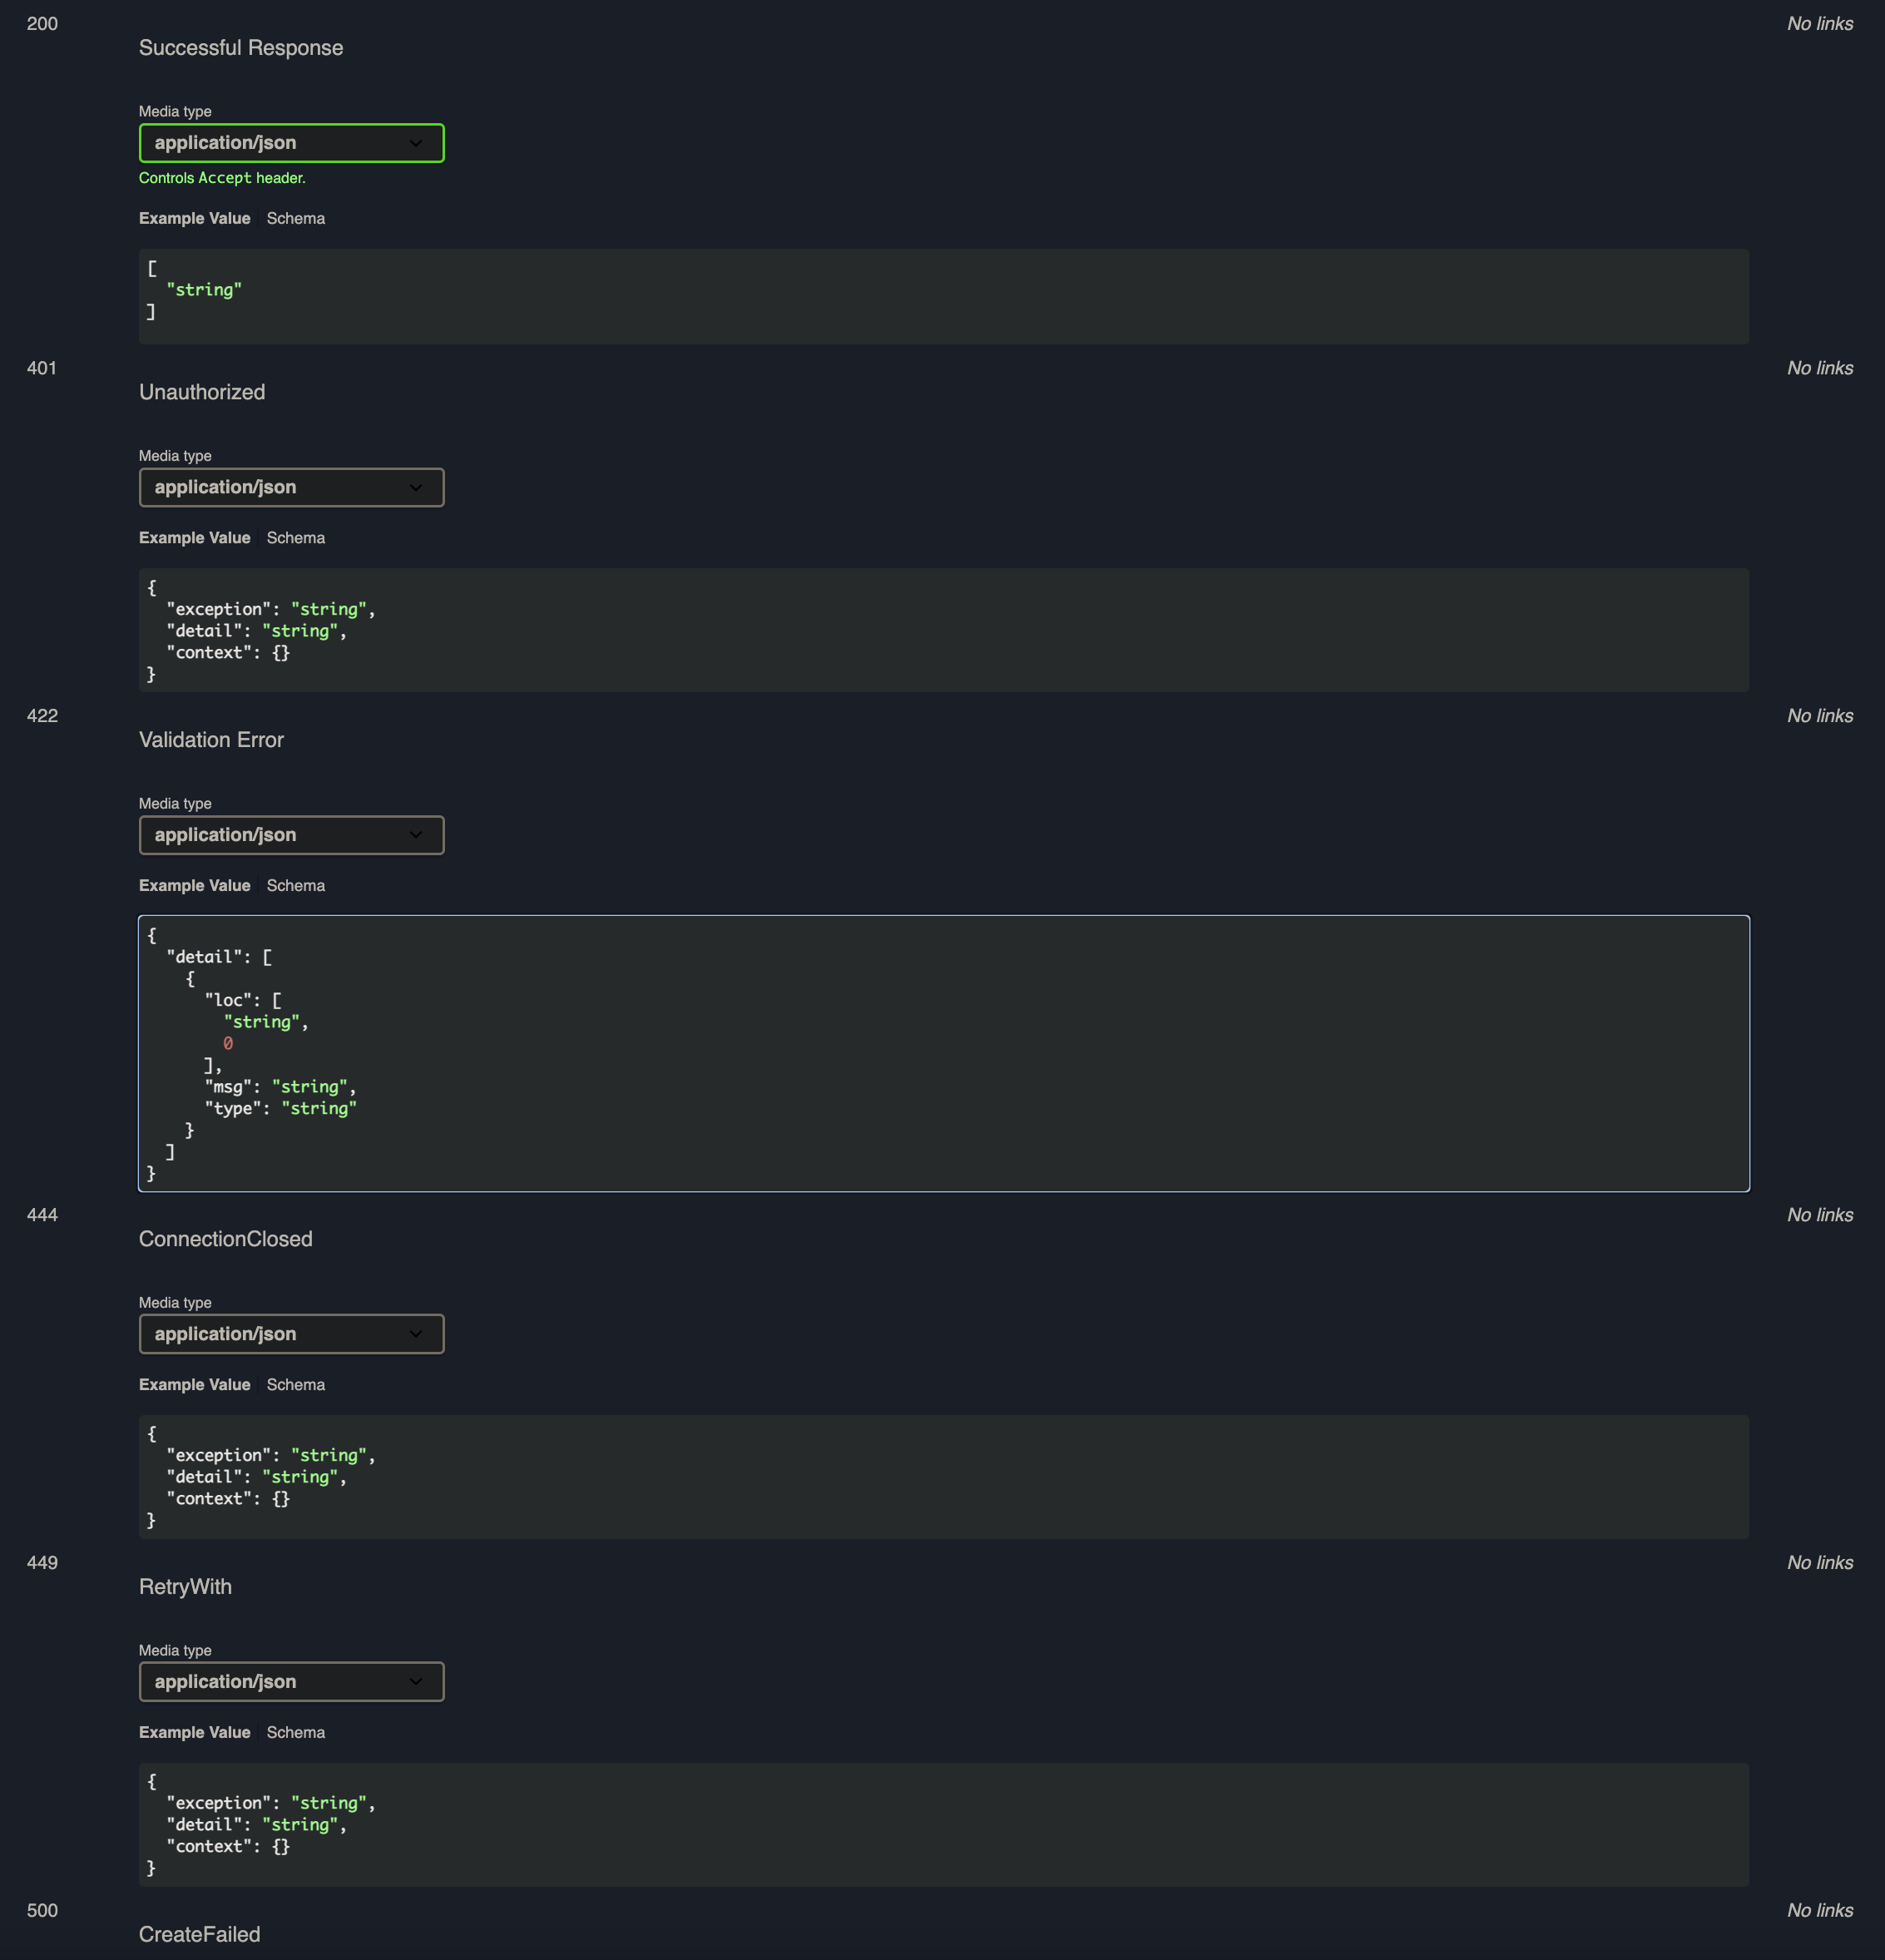 200
No links
Successful Response
Media type
application/json
Controls Accept header.
Example Value Schema
[
  "string"
]
401
No links
Unauthorized
Media type
application/json
Example Value Schema
{
  "exception": "string",
  "detail": "string",
  "context": {}
}
422
No links
Validation Error
Media type
application/json
Example Value Schema
{
  "detail": [
    {
      "loc": [
        "string",
        0
      ],
      "msg": "string",
      "type": "string"
    }
  ]
}
444
No links
ConnectionClosed
Media type
application/json
Example Value Schema
{
  "exception": "string",
  "detail": "string",
  "context": {}
}
449
No links
RetryWith
Media type
application/json
Example Value Schema
{
  "exception": "string",
  "detail": "string",
  "context": {}
}
500
No links
CreateFailed